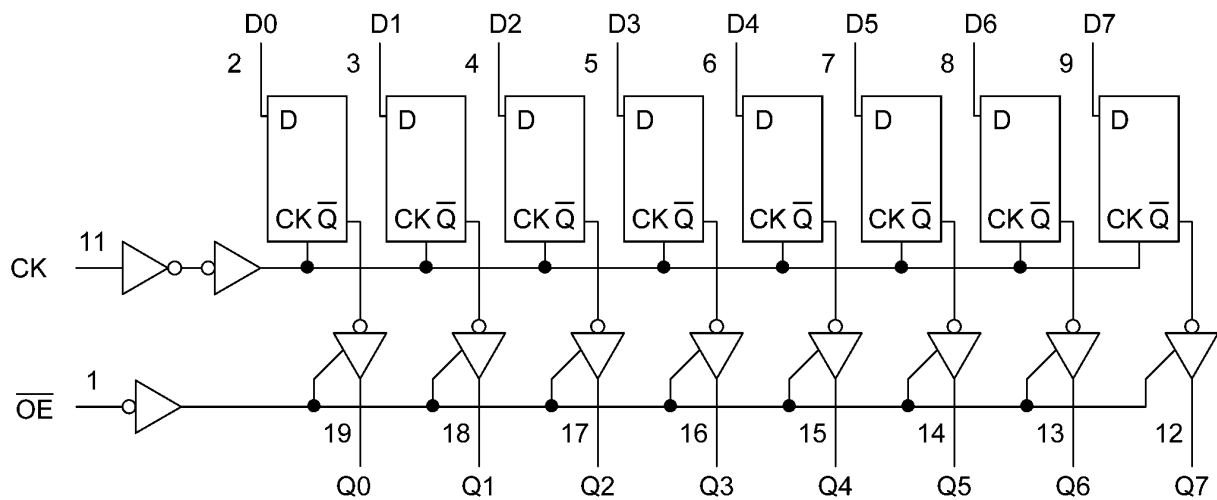 D0 D1 D2 D3 D4 D5 D6 D7
2 3 4 5 6 7 8 9
D D D D D D D D
CK Q̅ CK Q̅ CK Q̅ CK Q̅ CK Q̅ CK Q̅ CK Q̅ CK Q̅
11
CK
1
O̅E̅
19 18 17 16 15 14 13 12
Q0 Q1 Q2 Q3 Q4 Q5 Q6 Q7